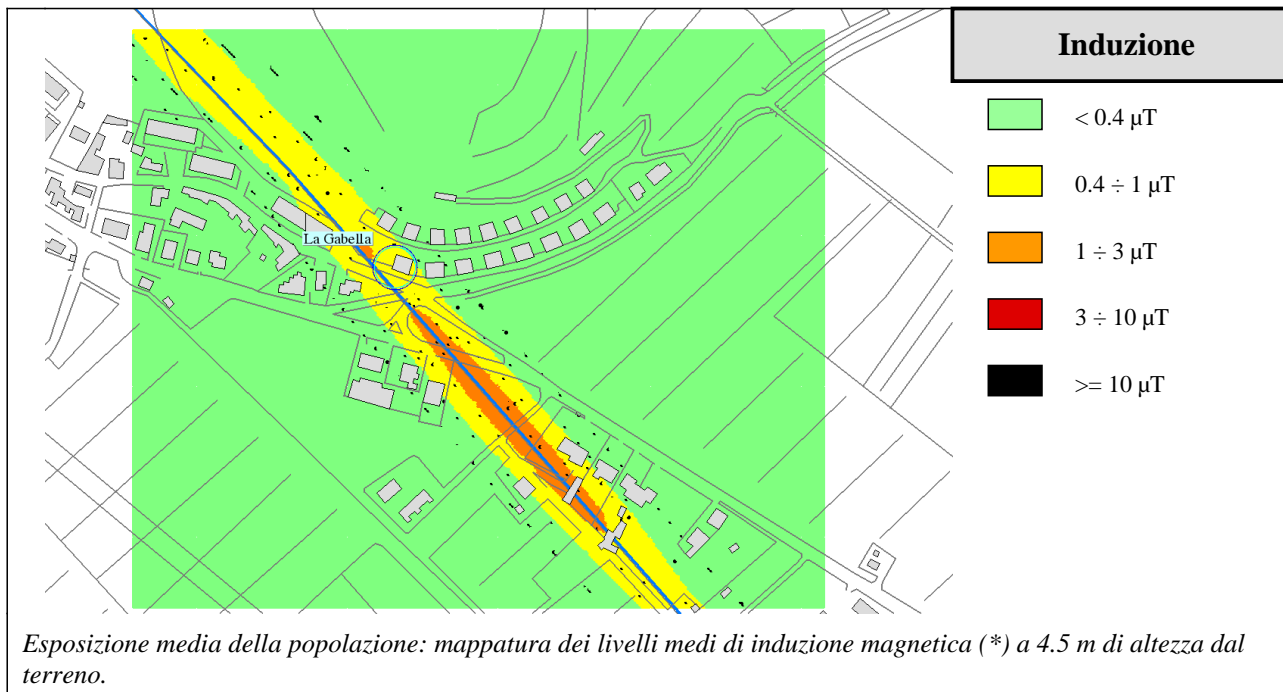 Induzione
< 0.4 µT
0.4 ÷ 1 µT
1 ÷ 3 µT
3 ÷ 10 µT
>= 10 µT
La Gabella
Esposizione media della popolazione: mappatura dei livelli medi di induzione magnetica (*) a 4.5 m di altezza dal
terreno.